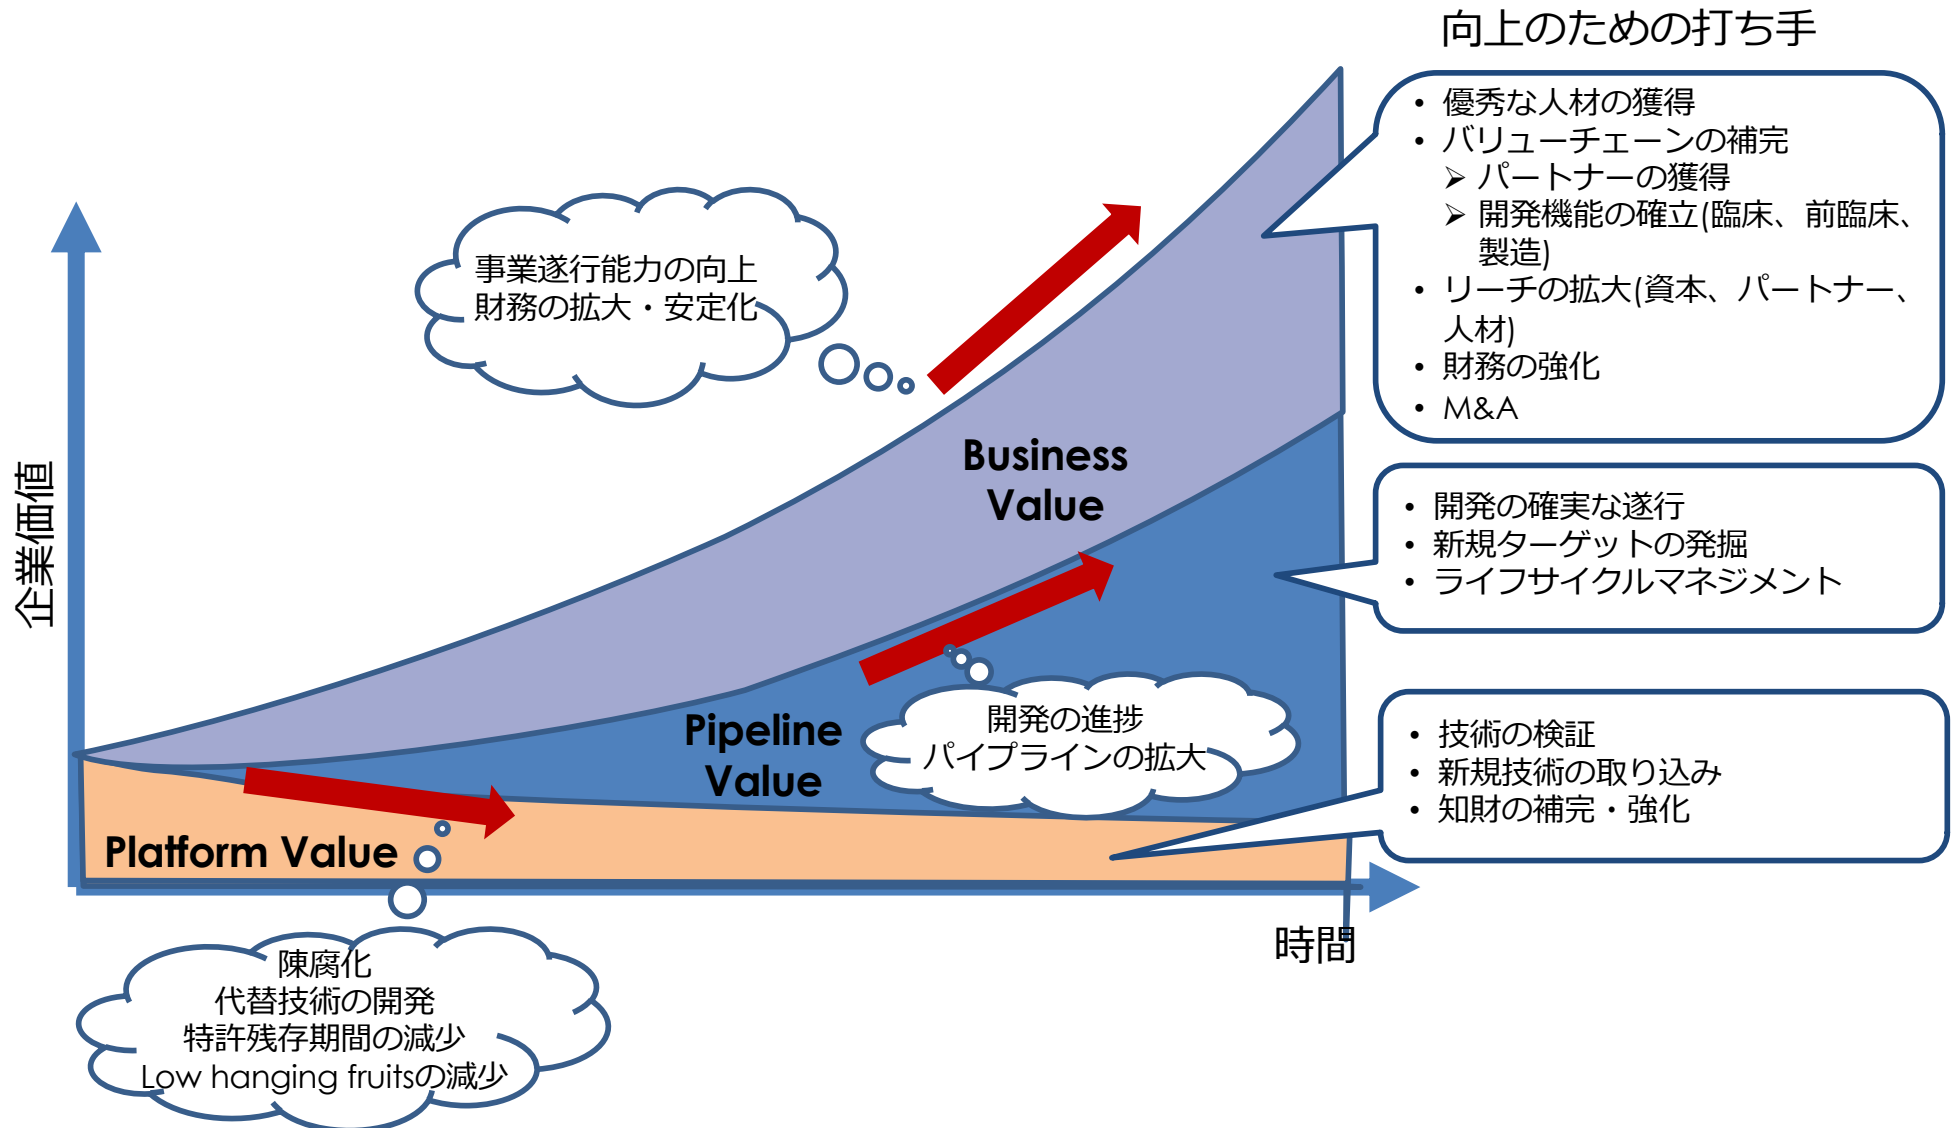 向上のための打ち手
• 優秀な人材の獲得
• バリューチェーンの補完
➢ パートナーの獲得
➢ 開発機能の確立(臨床、前臨床、
製造)
• リーチの拡大(資本、パートナー、
人材)
• 財務の強化
• M&A
事業遂行能力の向上
財務の拡大・安定化
企業価値
Business
Value
• 開発の確実な遂行
• 新規ターゲットの発掘
• ライフサイクルマネジメント
Pipeline
Value
開発の進捗
パイプラインの拡大
• 技術の検証
• 新規技術の取り込み
• 知財の補完・強化
Platform Value
時間
陳腐化
代替技術の開発
特許残存期間の減少
Low hanging fruitsの減少